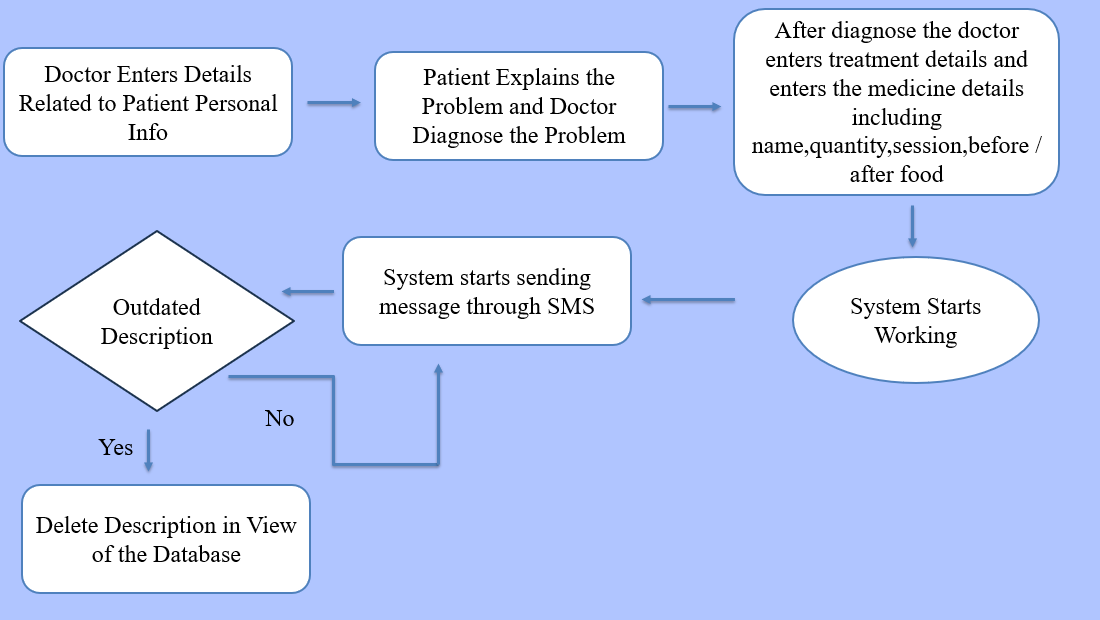 Doctor Enters Details
Related to Patient Personal
Info
Patient Explains the
Problem and Doctor
Diagnose the Problem
After diagnose the doctor
enters treatment details and
enters the medicine details
including
name,quantity,session,before /
after food
System Starts
Working
System starts sending
message through SMS
Outdated
Description
No
Yes
Delete Description in View
of the Database